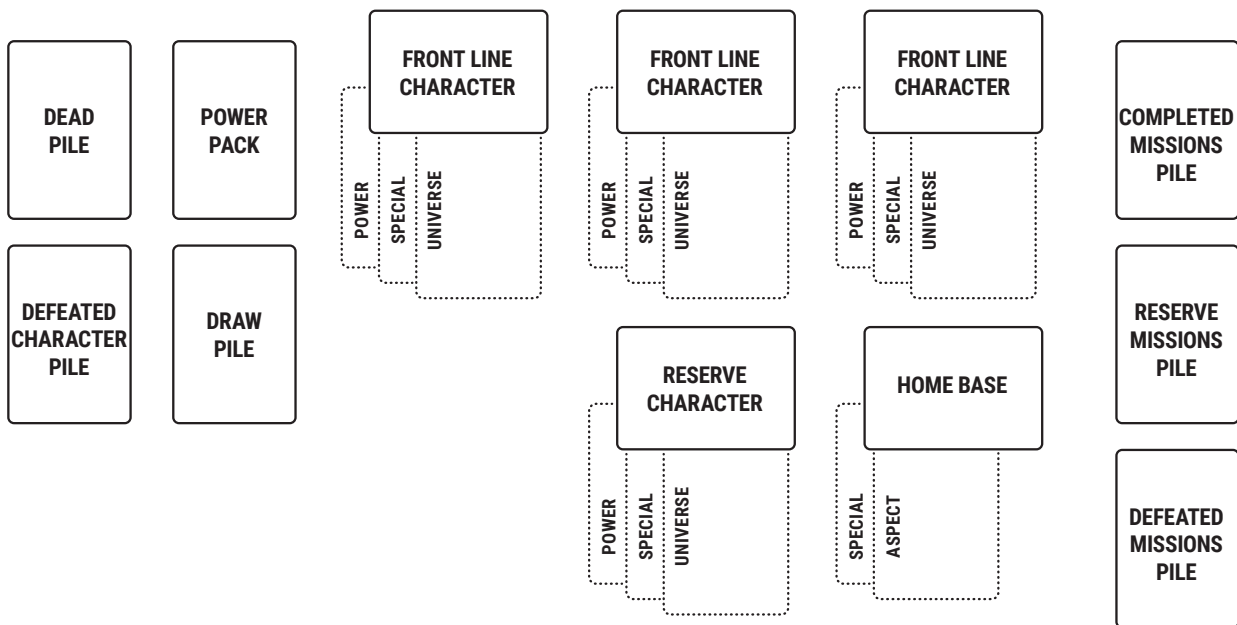 DEAD
PILE
POWER
PACK
FRONT LINE
CHARACTER
POWER
SPECIAL
UNIVERSE
FRONT LINE
CHARACTER
POWER
SPECIAL
UNIVERSE
FRONT LINE
CHARACTER
POWER
SPECIAL
UNIVERSE
COMPLETED
MISSIONS
PILE
DEFEATED
CHARACTER
PILE
DRAW
PILE
RESERVE
CHARACTER
POWER
SPECIAL
UNIVERSE
HOME BASE
SPECIAL
ASPECT
RESERVE
MISSIONS
PILE
DEFEATED
MISSIONS
PILE